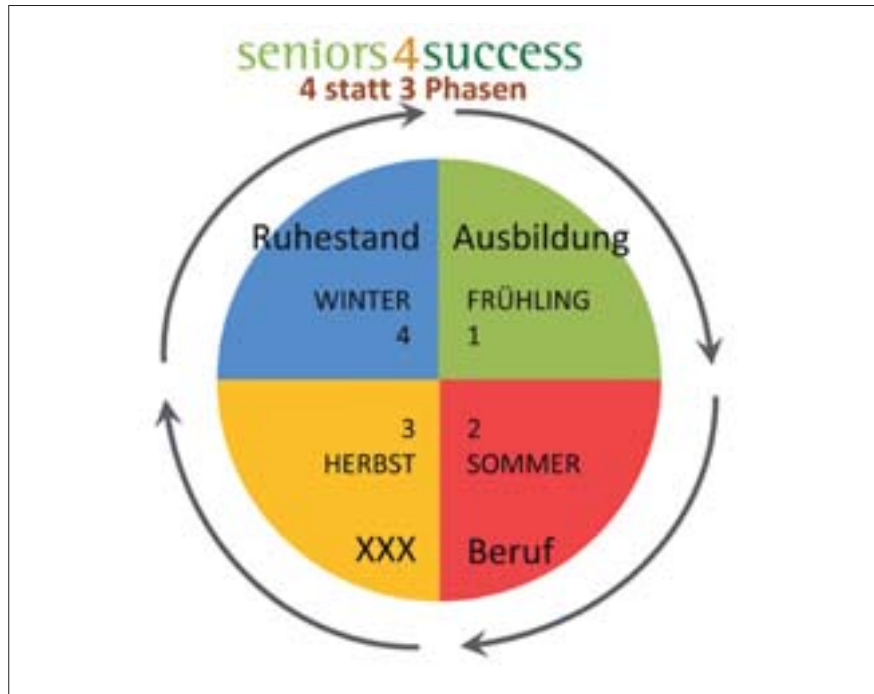 seniors4success
4 statt 3 Phasen
Ruhestand
WINTER
4
Ausbildung
FRÜHLING
1
2
SOMMER
Beruf
3
HERBST
XXX